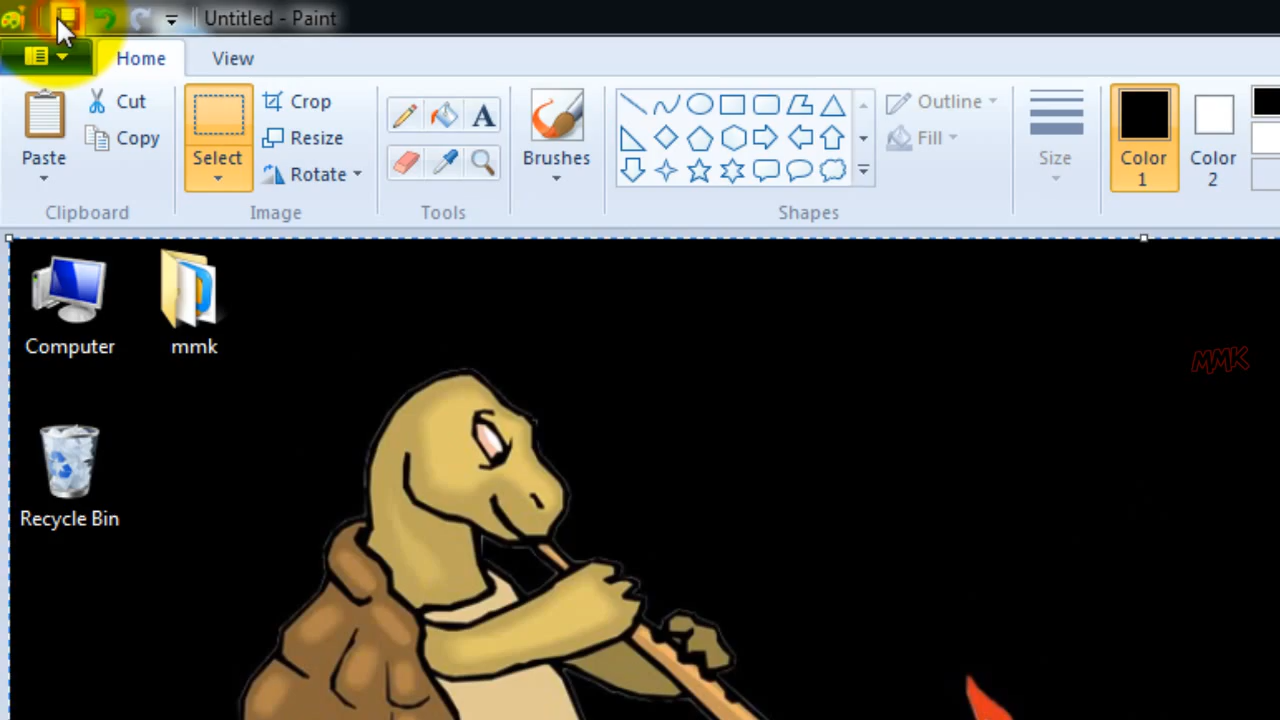 Untitled - Paint
Home View
Paste
Cut
Copy
Clipboard
Select
Crop
Resize
Rotate
Image
A
Tools
Brushes
Shapes
Outline
Fill
Size
Color 1
Color 2
Computer
mmk
Recycle Bin
MMK